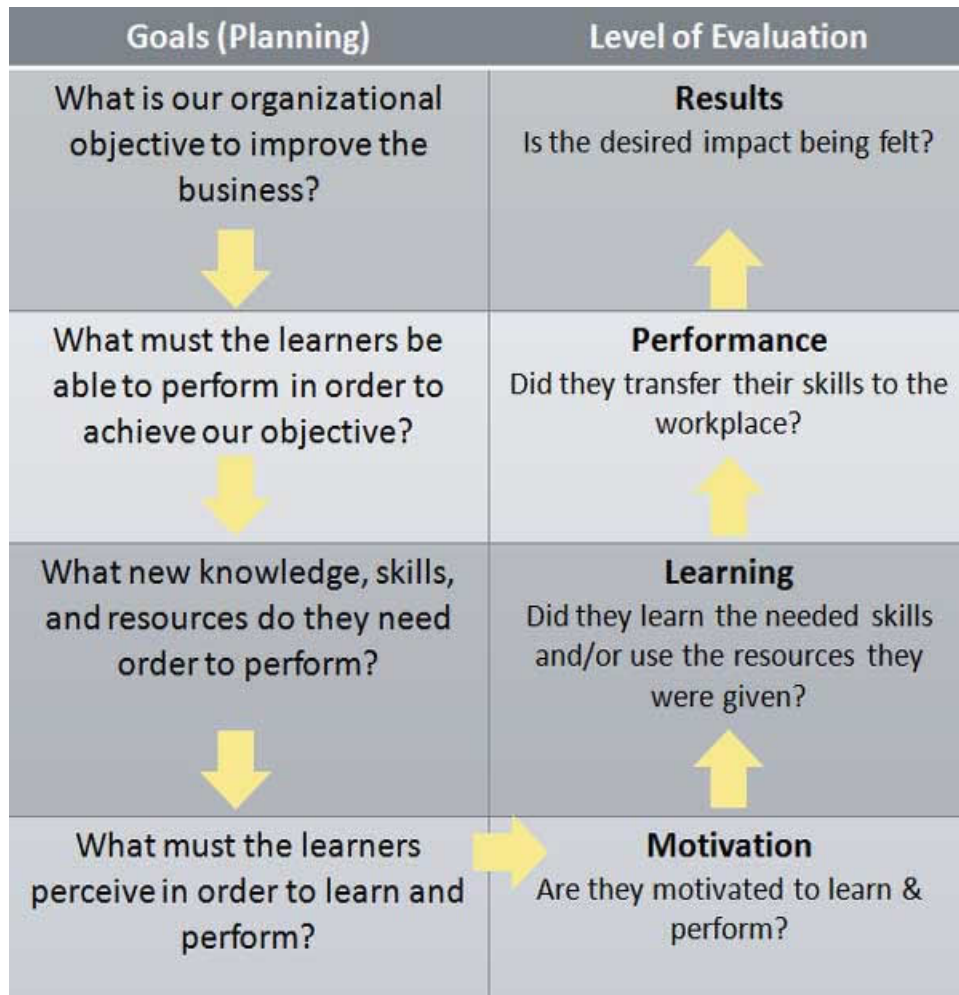 Goals (Planning)
Level of Evaluation
What is our organizational
objective to improve the
business?
Results
Is the desired impact being felt?
What must the learners be
able to perform in order to
achieve our objective?
Performance
Did they transfer their skills to the
workplace?
What new knowledge, skills,
and resources do they need
order to perform?
Learning
Did they learn the needed skills
and/or use the resources they
were given?
What must the learners
perceive in order to learn and
perform?
Motivation
Are they motivated to learn &
perform?